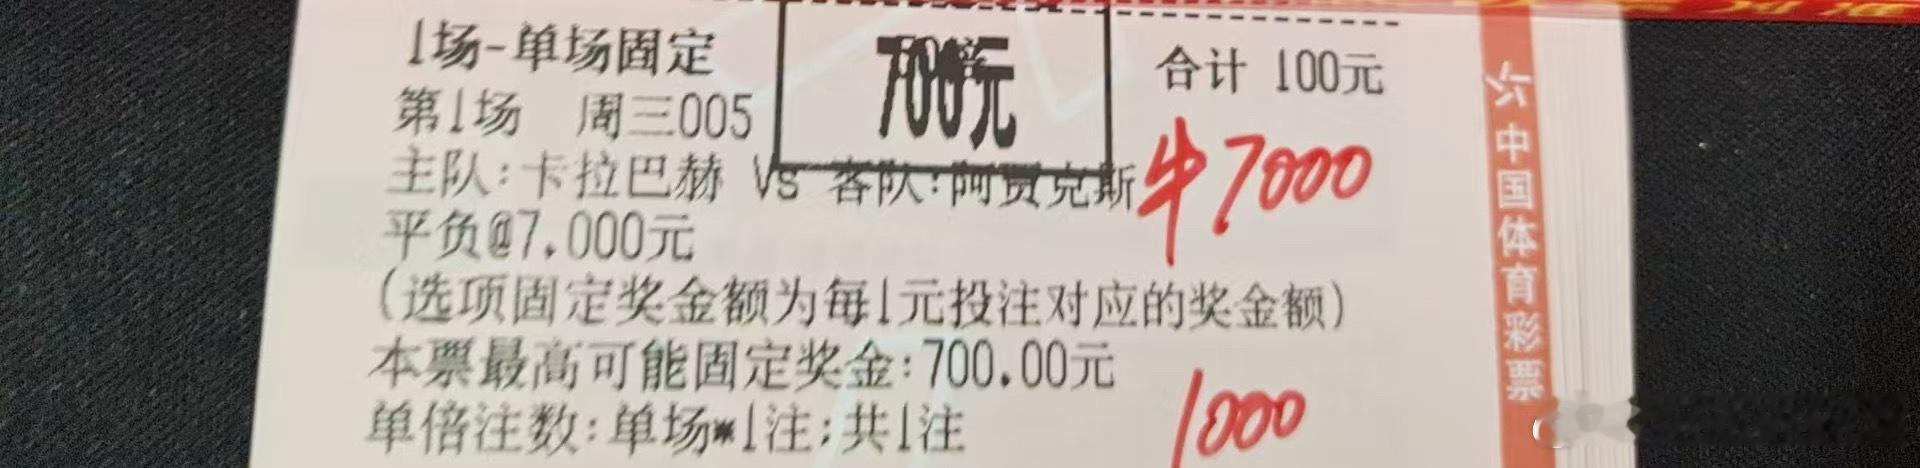 1场-单场固定
700元
合计 100元
第1场 周三005
主队:卡拉巴赫 Vs 客队:阿贾克斯
牛7000
平负@7.000元
(选项固定奖金额为每1元投注对应的奖金额)
本票最高可能固定奖金:700.00元
单倍注数:单场*1注;共1注
1000
中国体育彩票